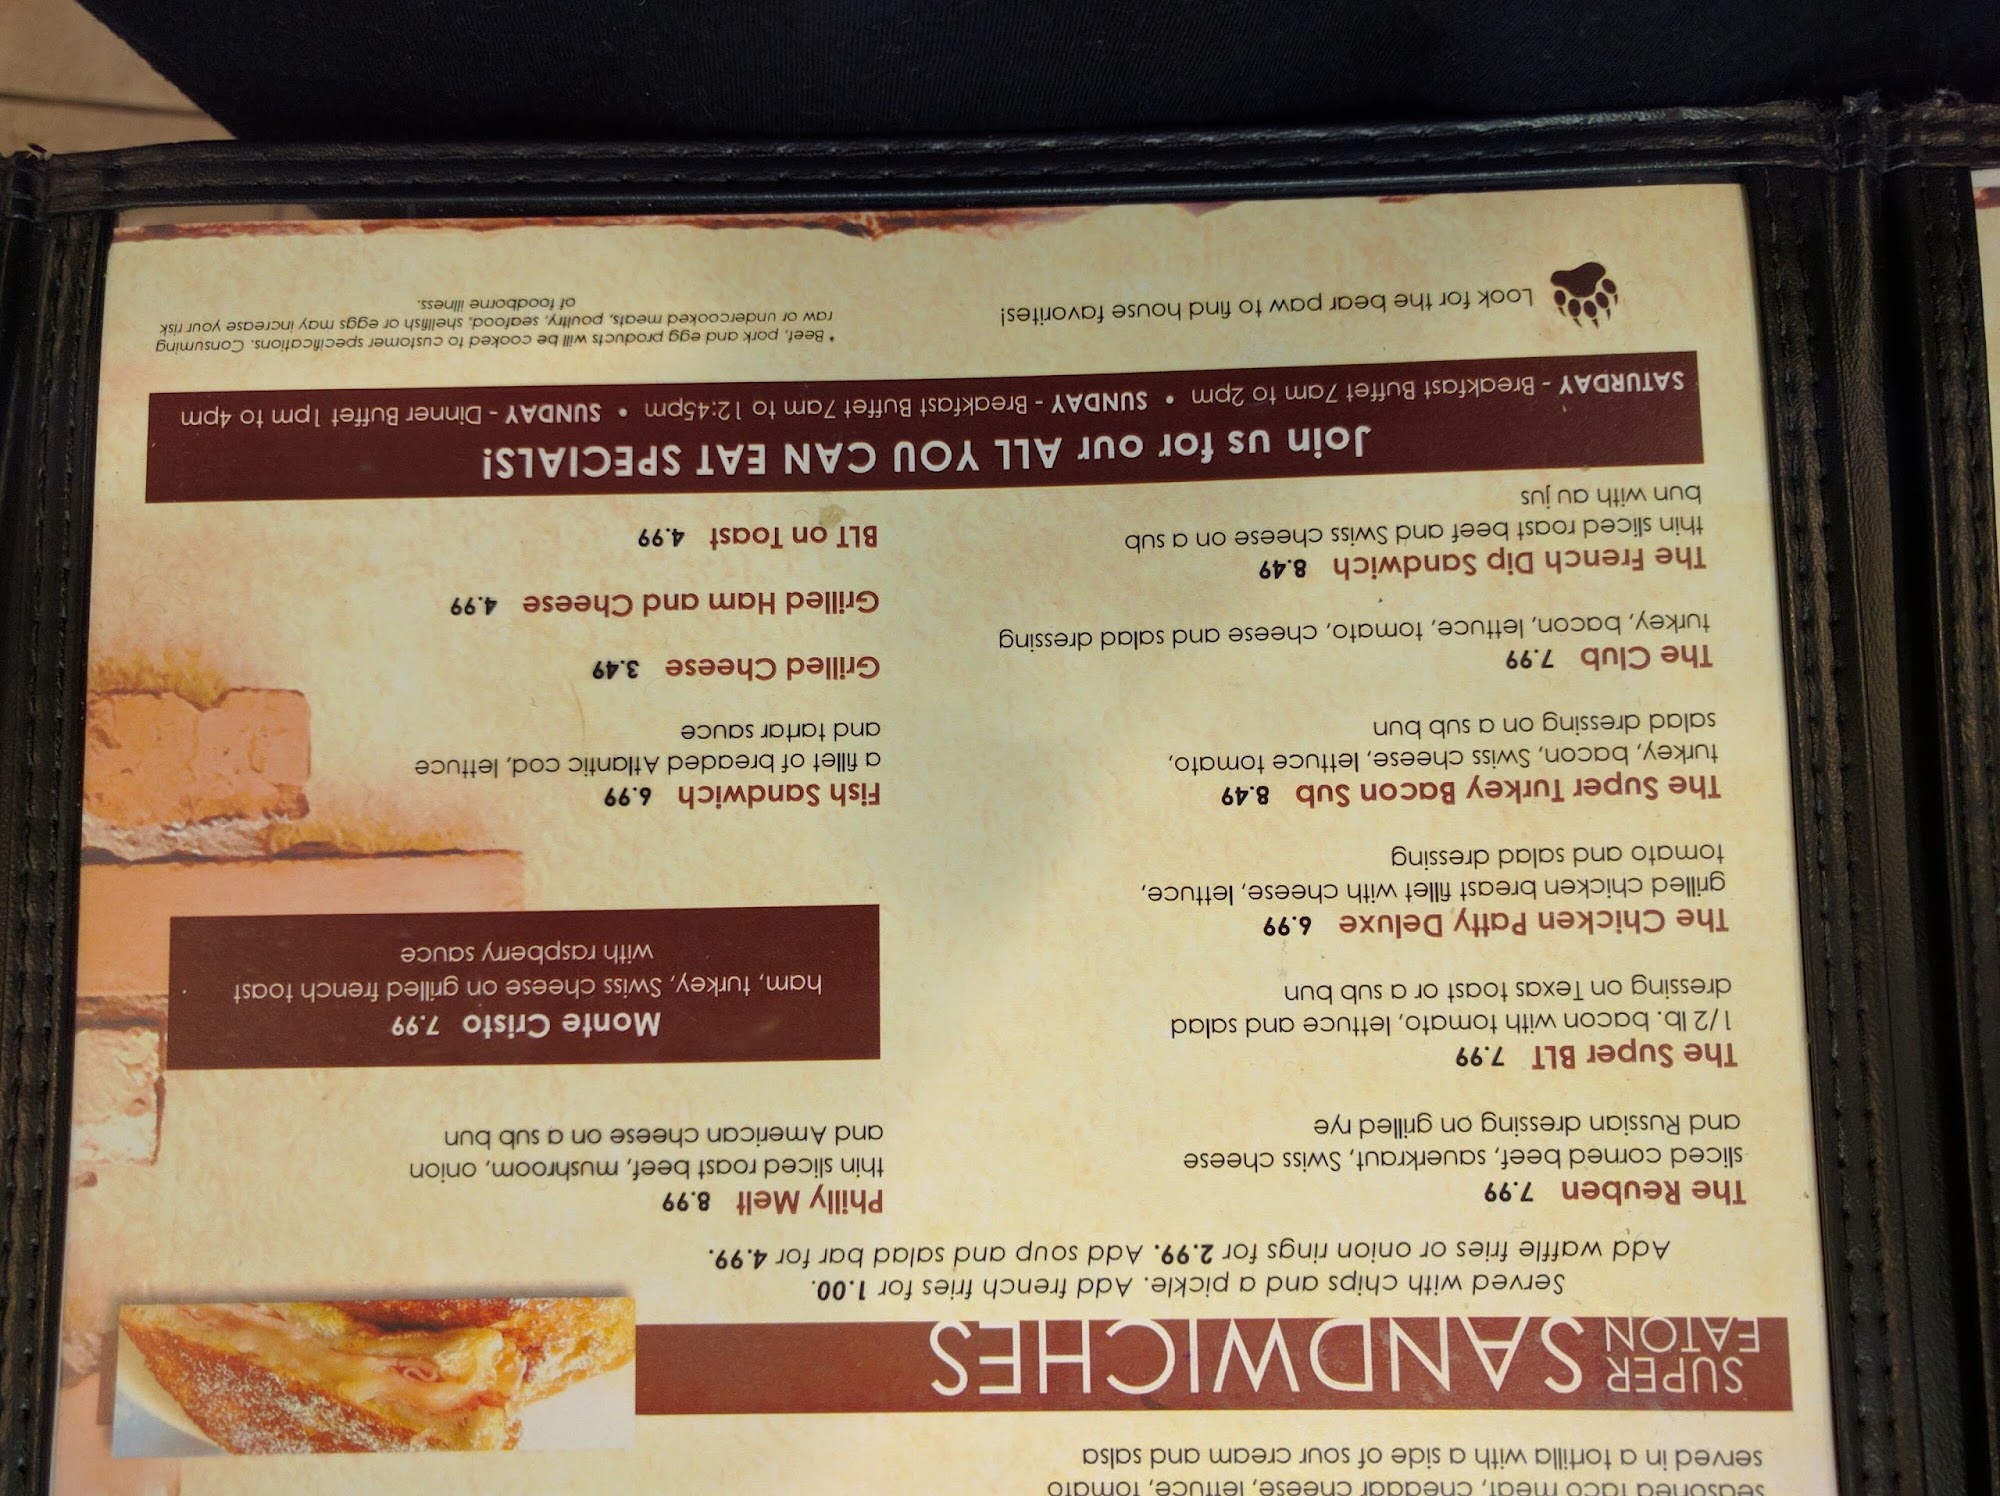 seasoned taco meat, cheddar cheese, lettuce, tomato
served in a tortilla with a side of sour cream and salsa
SUPER
EATON
SANDWICHES
Served with chips and a pickle. Add french fries for 1.00.
Add waffle fries or onion rings for 2.99. Add soup and salad bar for 4.99.
The Reuben 7.99
sliced corned beef, sauerkraut, Swiss cheese
and Russian dressing on grilled rye
The Super BLT 7.99
1/2 lb. bacon with tomato, lettuce and salad
dressing on Texas toast or a sub bun
The Chicken Patty Deluxe 6.99
grilled chicken breast fillet with cheese, lettuce,
tomato and salad dressing
The Super Turkey Bacon Sub 8.49
turkey, bacon, Swiss cheese, lettuce tomato,
salad dressing on a sub bun
The Club 7.99
turkey, bacon, lettuce, tomato, cheese and salad dressing
The French Dip Sandwich 8.49
thin sliced roast beef and Swiss cheese on a sub
bun with au jus
Philly Melt 8.99
thin sliced roast beef, mushroom, onion
and American cheese on a sub bun
Monte Cristo 7.99
ham, turkey, Swiss cheese on grilled french toast
with raspberry sauce
Fish Sandwich 6.99
a fillet of breaded Atlantic cod, lettuce
and tartar sauce
Grilled Cheese 3.49
Grilled Ham and Cheese 4.99
BLT on Toast 4.99
Join us for our ALL YOU CAN EAT SPECIALS!
SATURDAY - Breakfast Buffet 7am to 2pm • SUNDAY - Breakfast Buffet 7am to 12:45pm • SUNDAY - Dinner Buffet 1pm to 4pm
Look for the bear paw to find house favorites!
* Beef, pork and egg products will be cooked to customer specifications. Consuming
raw or undercooked meats, poultry, seafood, shellfish or eggs may increase your risk
of foodborne illness.